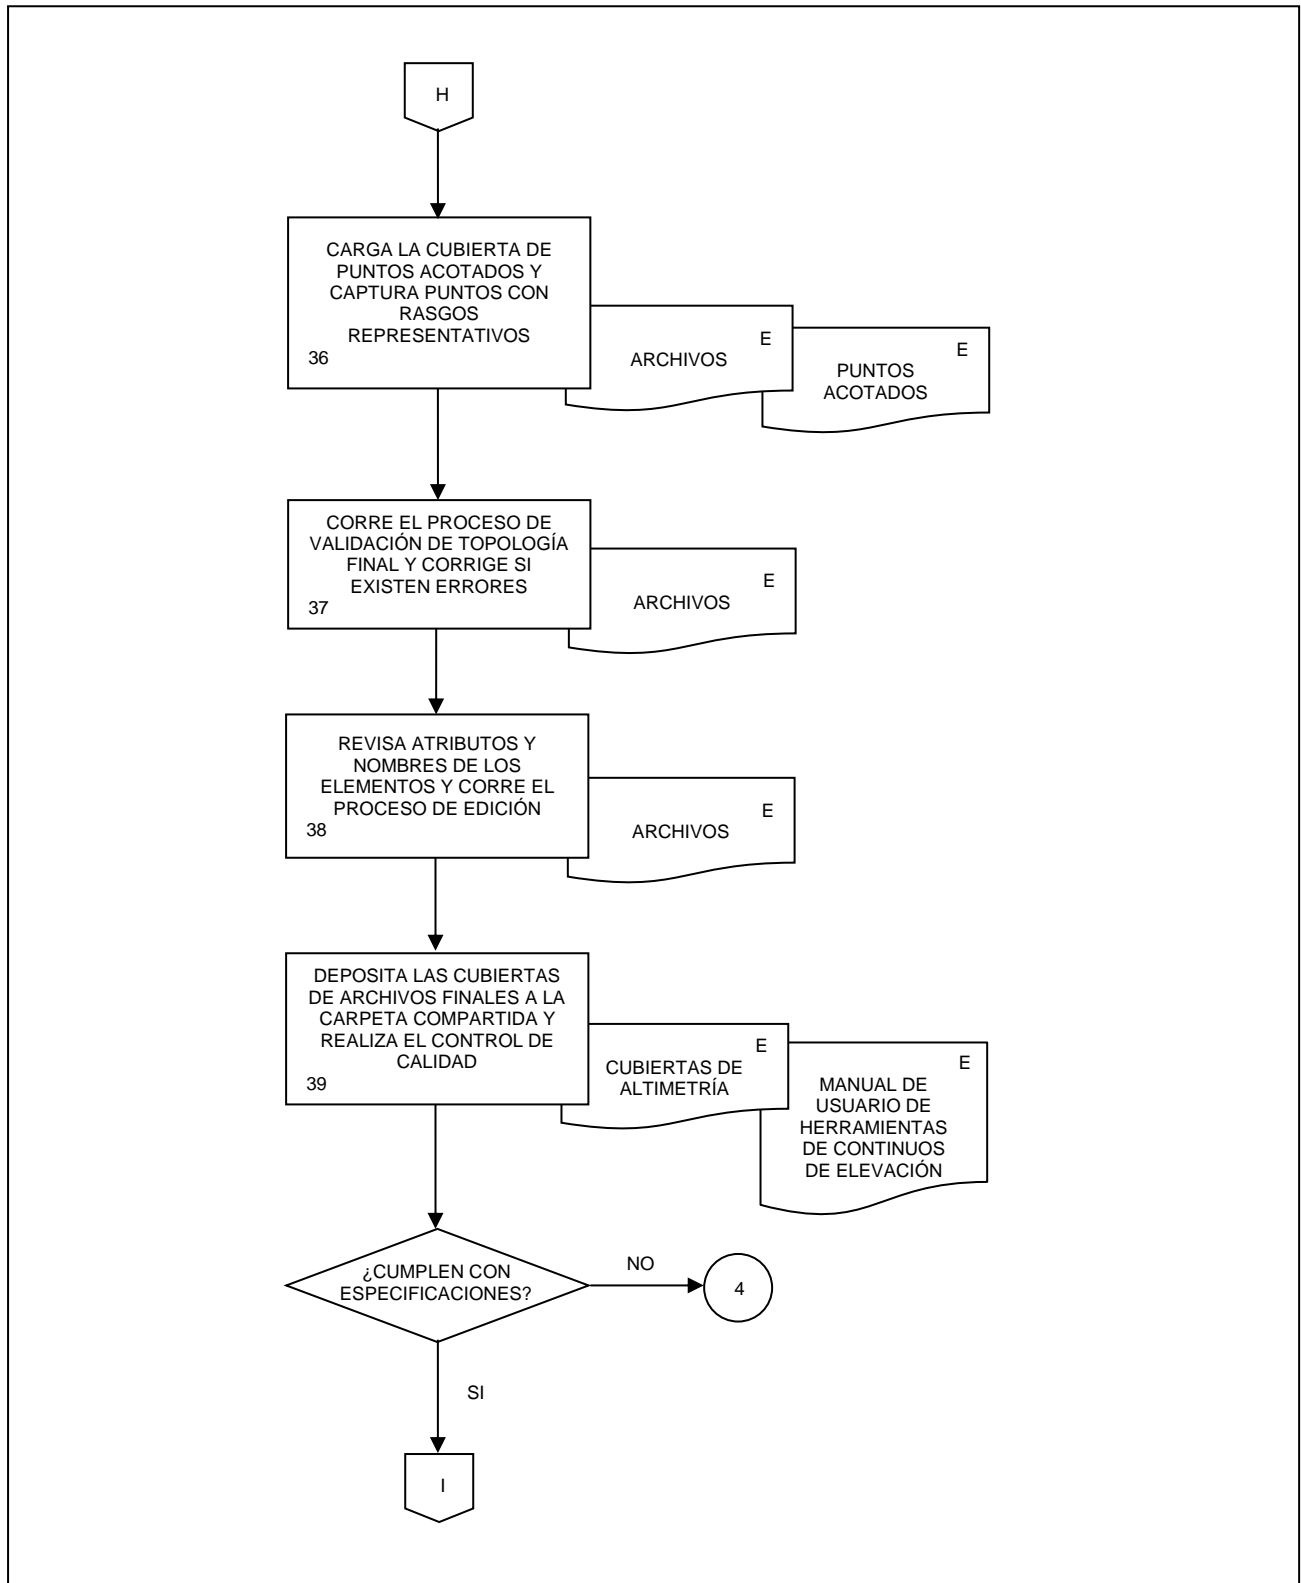 H
CARGA LA CUBIERTA DE
PUNTOS ACOTADOS Y
CAPTURA PUNTOS CON
RASGOS
REPRESENTATIVOS
36
E
ARCHIVOS
E
PUNTOS
ACOTADOS
CORRE EL PROCESO DE
VALIDACIÓN DE TOPOLOGÍA
FINAL Y CORRIGE SI
EXISTEN ERRORES
37
E
ARCHIVOS
REVISA ATRIBUTOS Y
NOMBRES DE LOS
ELEMENTOS Y CORRE EL
PROCESO DE EDICIÓN
38
E
ARCHIVOS
DEPOSITA LAS CUBIERTAS
DE ARCHIVOS FINALES A LA
CARPETA COMPARTIDA Y
REALIZA EL CONTROL DE
CALIDAD
39
E
CUBIERTAS DE
ALTIMETRÍA
E
MANUAL DE
USUARIO DE
HERRAMIENTAS
DE CONTINUOS
DE ELEVACIÓN
¿CUMPLEN CON
ESPECIFICACIONES?
NO
4
SI
I